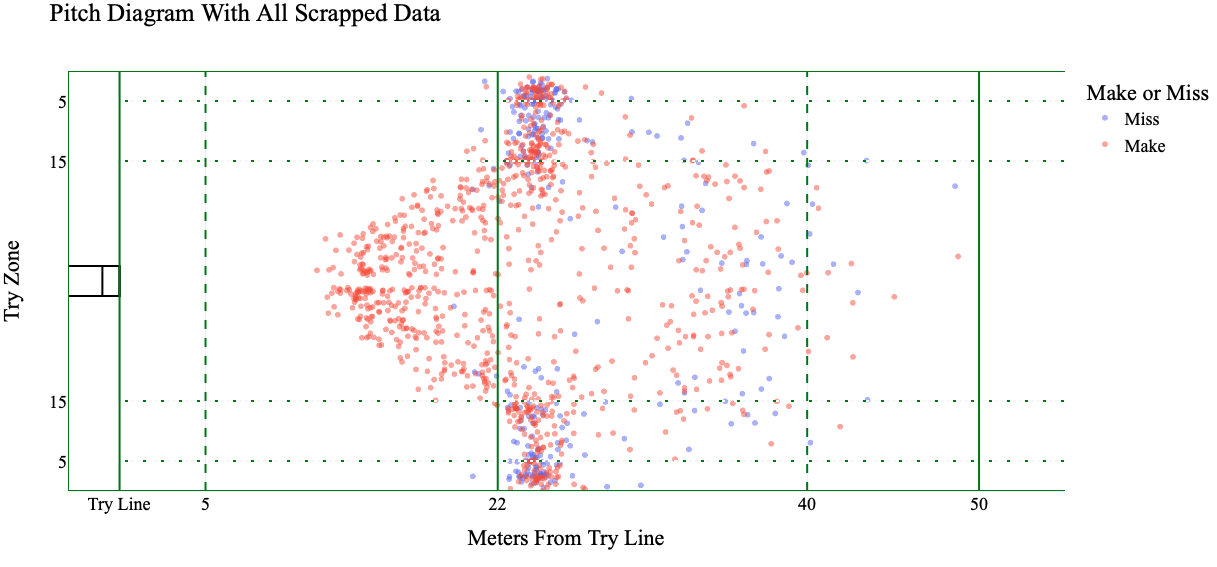 Pitch Diagram With All Scrapped Data
Make or Miss
Miss
Make
5
15
Try Zone
15
5
Try Line 5 22 40 50
Meters From Try Line